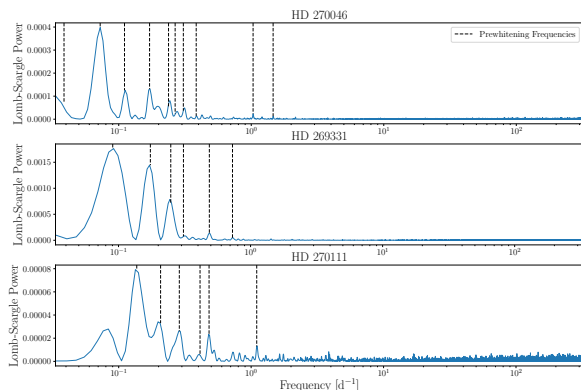 HD 270046
Lomb-Scargle Power
0.0004
0.0003
0.0002
0.0001
0.0000
Prewhitening Frequencies
10⁻¹ 10⁰ 10¹ 10²
HD 269331
Lomb-Scargle Power
0.0015
0.0010
0.0005
0.0000
10⁻¹ 10⁰ 10¹ 10²
HD 270111
Lomb-Scargle Power
0.00008
0.00006
0.00004
0.00002
0.00000
10⁻¹ 10⁰ 10¹ 10²
Frequency [d⁻¹]